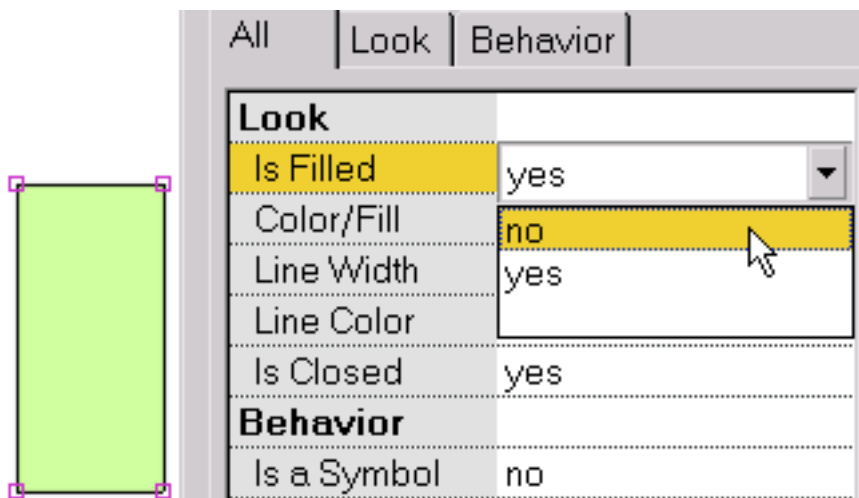 All Look Behavior
Look
Is Filled yes
Color/Fill no
Line Width yes
Line Color
Is Closed yes
Behavior
Is a Symbol no